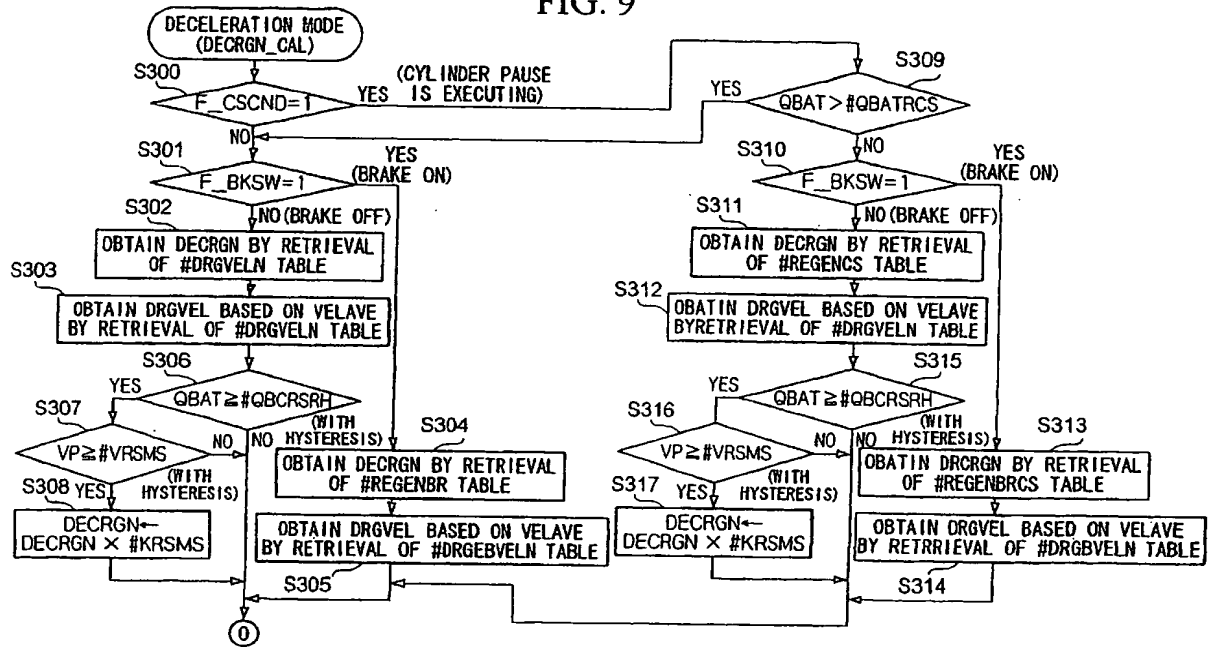 FIG. 9
DECELERATION MODE
(DECRGN_CAL)
S300
F_CSCND=1
YES
(CYLINDER PAUSE
IS EXECUTING)
NO
S301
F_BKSW=1
YES
(BRAKE ON)
S302
NO (BRAKE OFF)
OBTAIN DECRGN BY RETRIEVAL
OF #DRGVELN TABLE
S303
OBTAIN DRGVEL BASED ON VELAVE
BY RETRIEVAL OF #DRGVELN TABLE
S306
YES
QBAT≧#QBCRSRH
(WITH
HYSTERESIS)
S307
VP≧#VRSMS
NO
NO
(WITH
HYSTERESIS)
S308
YES
DECRGN←
DECRGN × #KRSMS
S304
OBTAIN DECRGN BY RETRIEVAL
OF #REGENBR TABLE
OBTAIN DRGVEL BASED ON VELAVE
BY RETRIEVAL OF #DRGEBVELN TABLE
S305
0
S309
YES
QBAT>#QBATRCS
NO
S310
F_BKSW=1
YES
(BRAKE ON)
S311
NO (BRAKE OFF)
OBTAIN DECRGN BY RETRIEVAL
OF #REGENCS TABLE
S312
OBATIN DRGVEL BASED ON VELAVE
BYRETRIEVAL OF #DRGVELN TABLE
S315
YES
QBAT≧#QBCRSRH
(WITH
HYSTERESIS)
S316
VP≧#VRSMS
NO
NO
(WITH
HYSTERESIS)
S317
YES
DECRGN←
DECRGN × #KRSMS
S313
OBATIN DRCRGN BY RETRIEVAL
OF #REGENBRCS TABLE
OBTAIN DRGVEL BASED ON VELAVE
BY RETRRIEVAL OF #DRGBVELN TABLE
S314